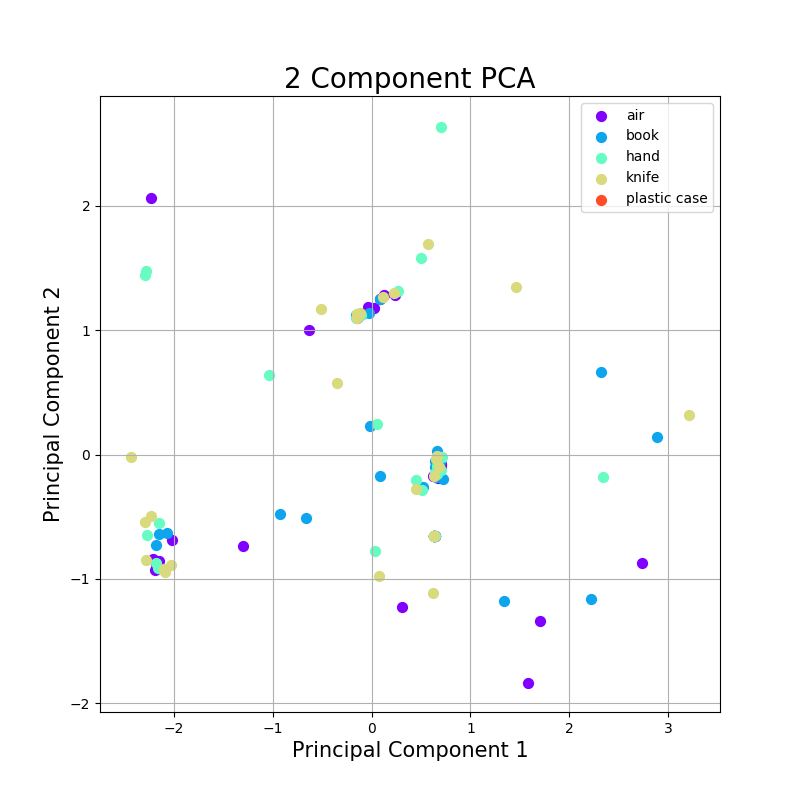 2 Component PCA
air
book
hand
knife
plastic case
Principal Component 2
2
1
0
−1
−2
−2
−1
0
1
2
3
Principal Component 1